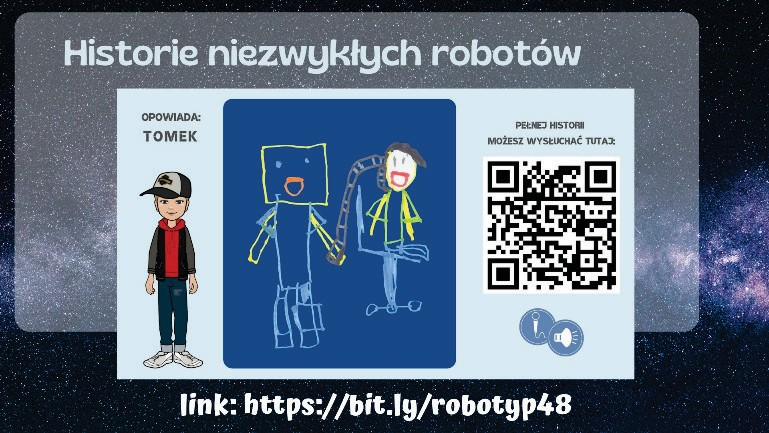 Historie niezwykłych robotów
OPOWIADA:
TOMEK
PEŁNEJ HISTORII
MOŻESZ WYSŁUCHAĆ TUTAJ:
link: https://bit.ly/robotyp48